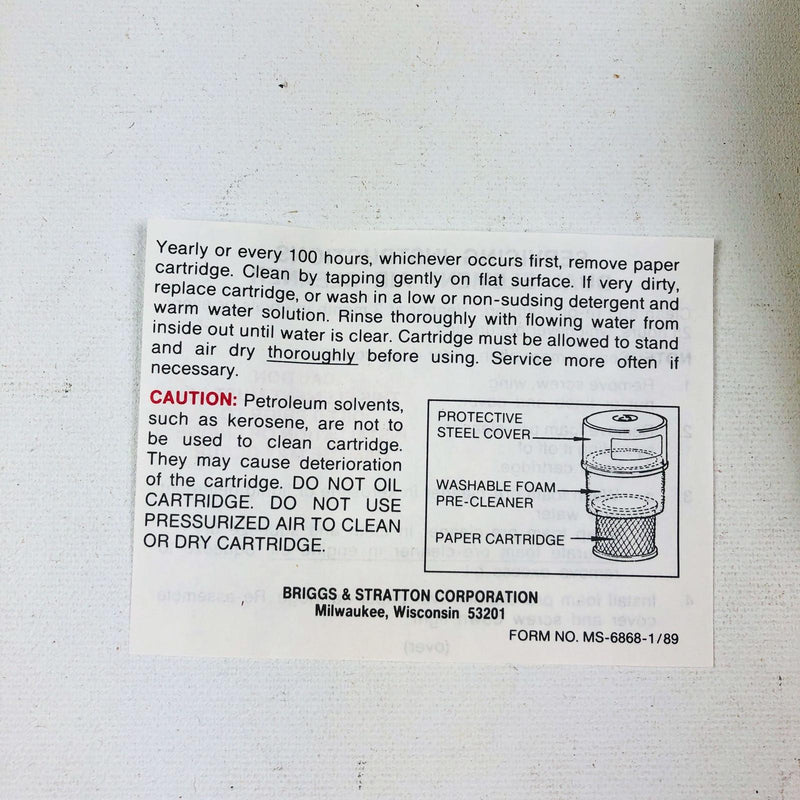 Yearly or every 100 hours, whichever occurs first, remove paper
cartridge. Clean by tapping gently on flat surface. If very dirty,
replace cartridge, or wash in a low or non-sudsing detergent and
warm water solution. Rinse thoroughly with flowing water from
inside out until water is clear. Cartridge must be allowed to stand
and air dry thoroughly before using. Service more often if
necessary.
CAUTION: Petroleum solvents,
such as kerosene, are not to
be used to clean cartridge.
They may cause deterioration
of the cartridge. DO NOT OIL
CARTRIDGE. DO NOT USE
PRESSURIZED AIR TO CLEAN
OR DRY CARTRIDGE.
PROTECTIVE
STEEL COVER
WASHABLE FOAM
PRE-CLEANER
PAPER CARTRIDGE
BRIGGS & STRATTON CORPORATION
Milwaukee, Wisconsin 53201
FORM NO. MS-6868-1/89